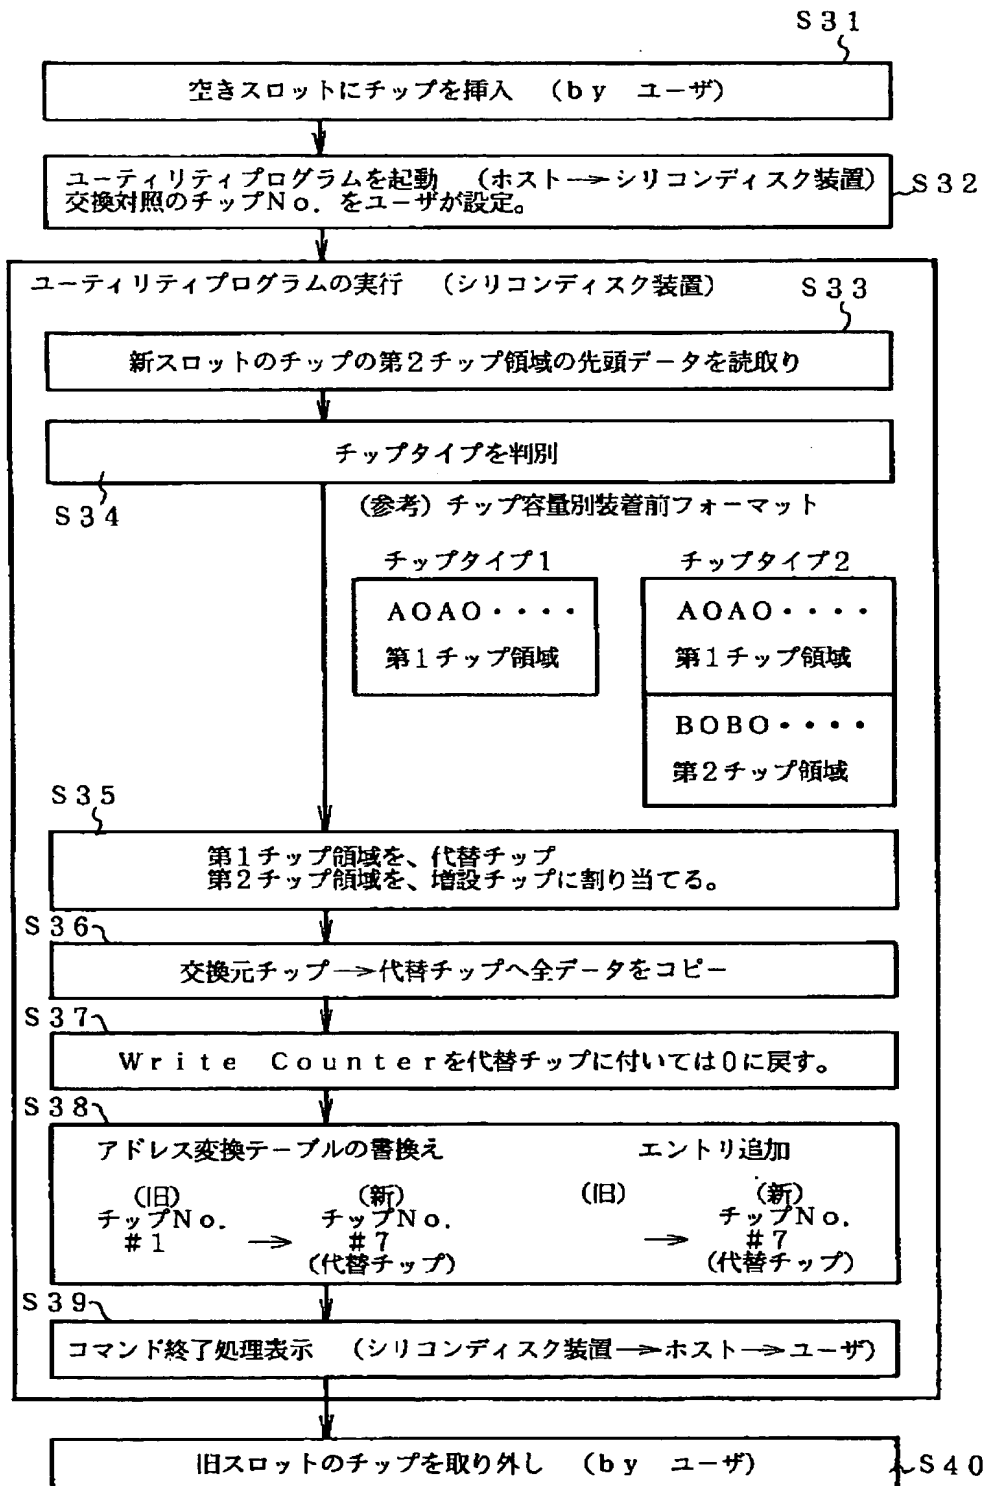 S31
空きスロットにチップを挿入 (by ユーザ)
ユーティリティプログラムを起動 (ホスト→シリコンディスク装置)
交換対照のチップNo.をユーザが設定。
S32
ユーティリティプログラムの実行 (シリコンディスク装置)
S33
新スロットのチップの第2チップ領域の先頭データを読取り
チップタイプを判別
S34
(参考) チップ容量別装着前フォーマット
チップタイプ1
チップタイプ2
AOAO・・・・
第1チップ領域
AOAO・・・・
第1チップ領域
BOBO・・・・
第2チップ領域
S35
第1チップ領域を、代替チップ
第2チップ領域を、増設チップに割り当てる。
S36
交換元チップ→代替チップへ全データをコピー
S37
Write Counterを代替チップに付いては0に戻す。
S38
アドレス変換テーブルの書換え エントリ追加
(旧) (新) (旧) (新)
チップNo. チップNo. チップNo.
#1 → #7 → #7
(代替チップ) (代替チップ)
S39
コマンド終了処理表示 (シリコンディスク装置→ホスト→ユーザ)
旧スロットのチップを取り外し (by ユーザ)
S40